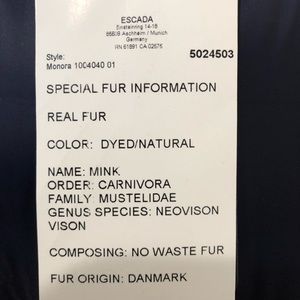 ESCADA
Einsteinring 14-18
85609 Aschheim / Munich
Germany
RN 61891 CA 02675
Style: 5024503
Monora 1004040 01
SPECIAL FUR INFORMATION
REAL FUR
COLOR: DYED/NATURAL
NAME: MINK
ORDER: CARNIVORA
FAMILY: MUSTELIDAE
GENUS SPECIES: NEOVISON
VISON
COMPOSING: NO WASTE FUR
FUR ORIGIN: DANMARK